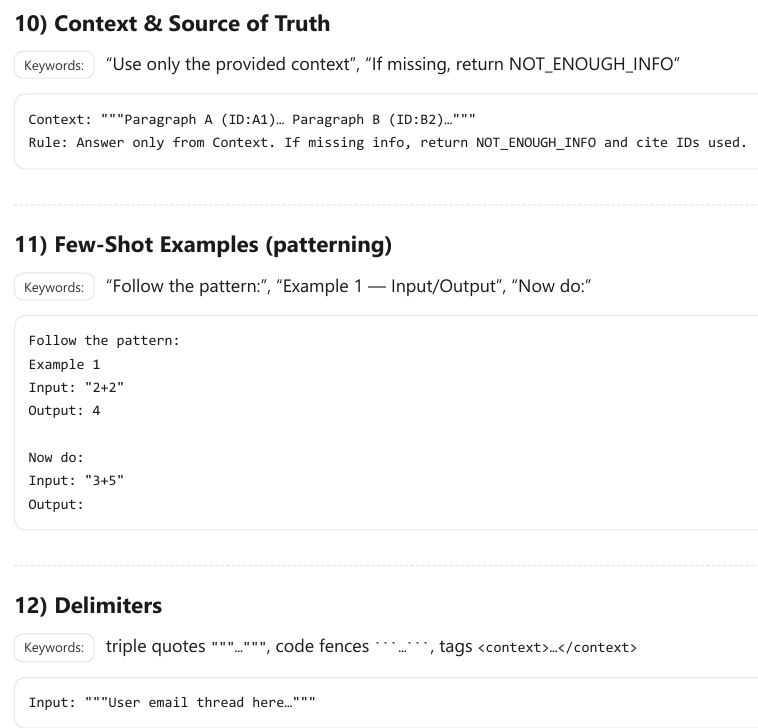 10) Context & Source of Truth
Keywords: “Use only the provided context”, “If missing, return NOT_ENOUGH_INFO”
Context: """Paragraph A (ID:A1)… Paragraph B (ID:B2)…"""
Rule: Answer only from Context. If missing info, return NOT_ENOUGH_INFO and cite IDs used.
11) Few-Shot Examples (patterning)
Keywords: “Follow the pattern:”, “Example 1 — Input/Output”, “Now do:”
Follow the pattern:
Example 1
Input: "2+2"
Output: 4
Now do:
Input: "3+5"
Output:
12) Delimiters
Keywords: triple quotes """…""", code fences ```…```, tags <context>…</context>
Input: """User email thread here…"""